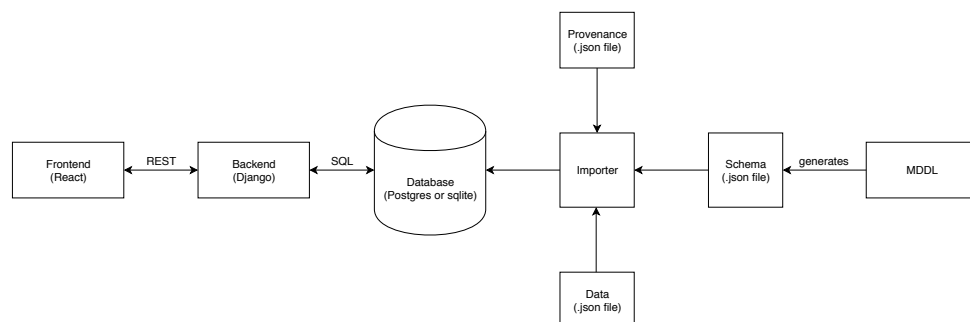 Provenance
(.json file)
Frontend
(React)
REST
Backend
(Django)
SQL
Database
(Postgres or sqlite)
Importer
Schema
(.json file)
generates
MDDL
Data
(.json file)